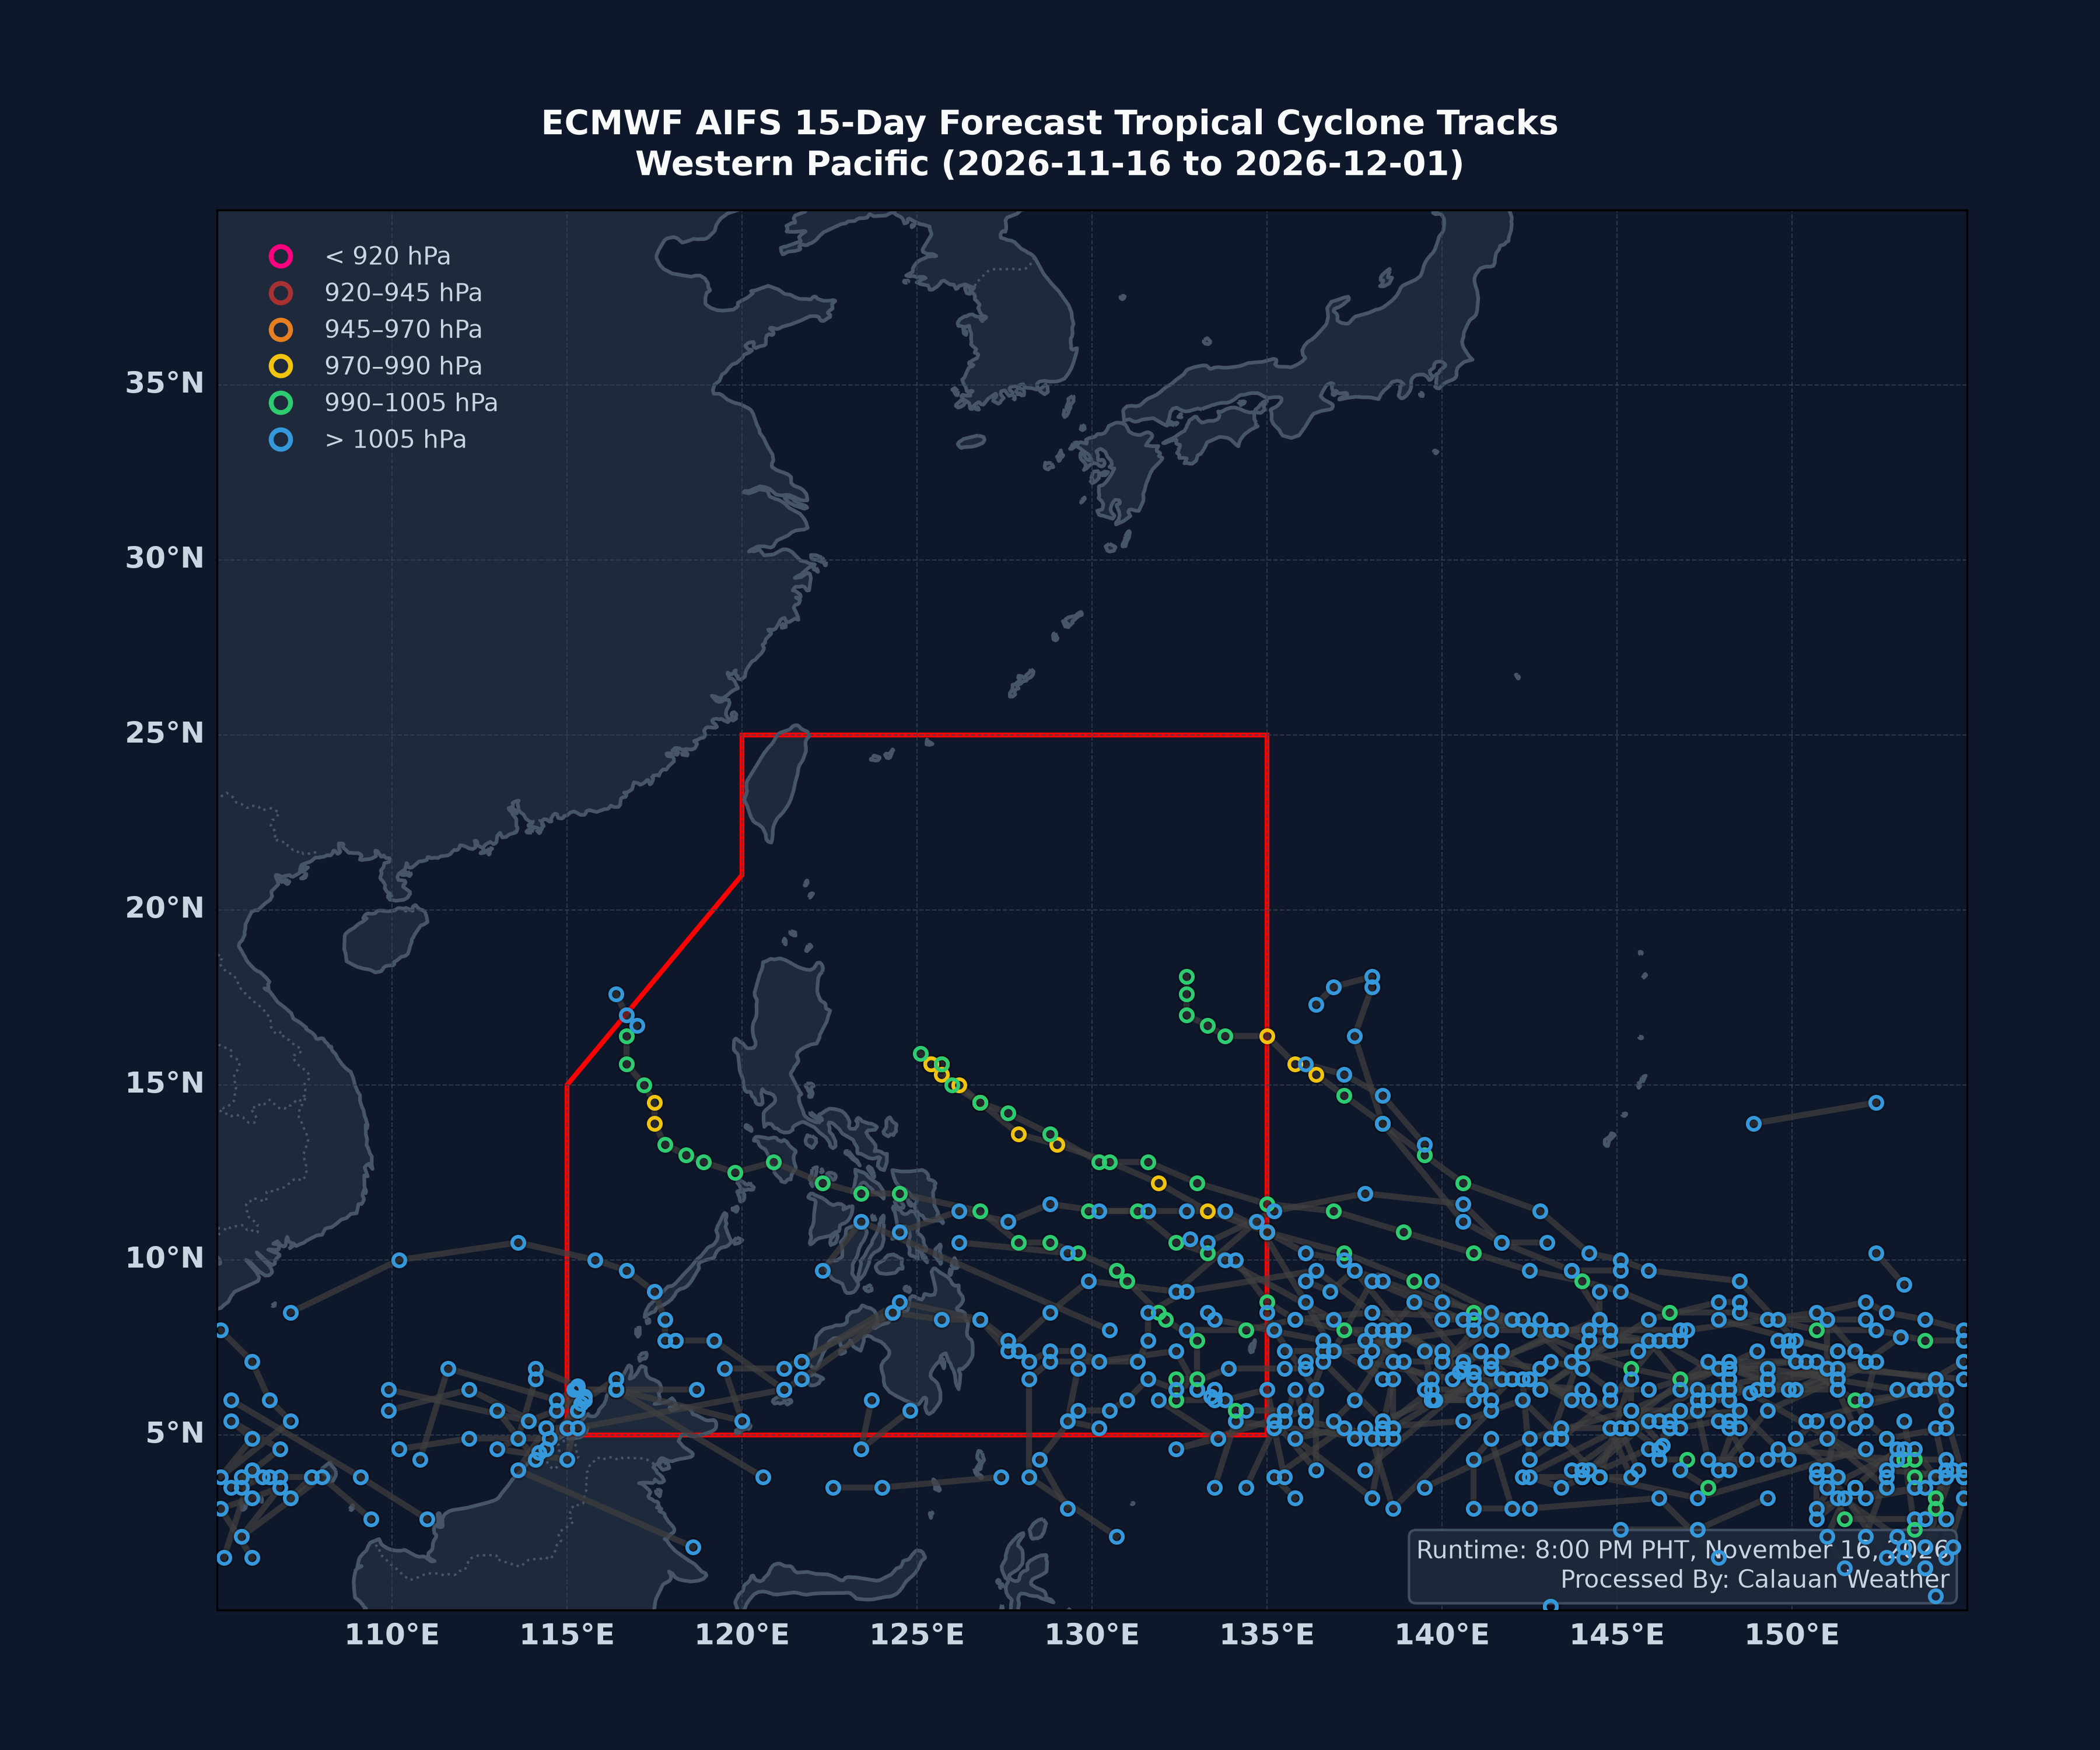 ECMWF AIFS 15-Day Forecast Tropical Cyclone Tracks
Western Pacific (2026-11-16 to 2026-12-01)
< 920 hPa
920–945 hPa
945–970 hPa
970–990 hPa
990–1005 hPa
> 1005 hPa
35°N
30°N
25°N
20°N
15°N
10°N
5°N
Runtime: 8:00 PM PHT, November 16, 2026
Processed By: Calauan Weather
110°E
115°E
120°E
125°E
130°E
135°E
140°E
145°E
150°E